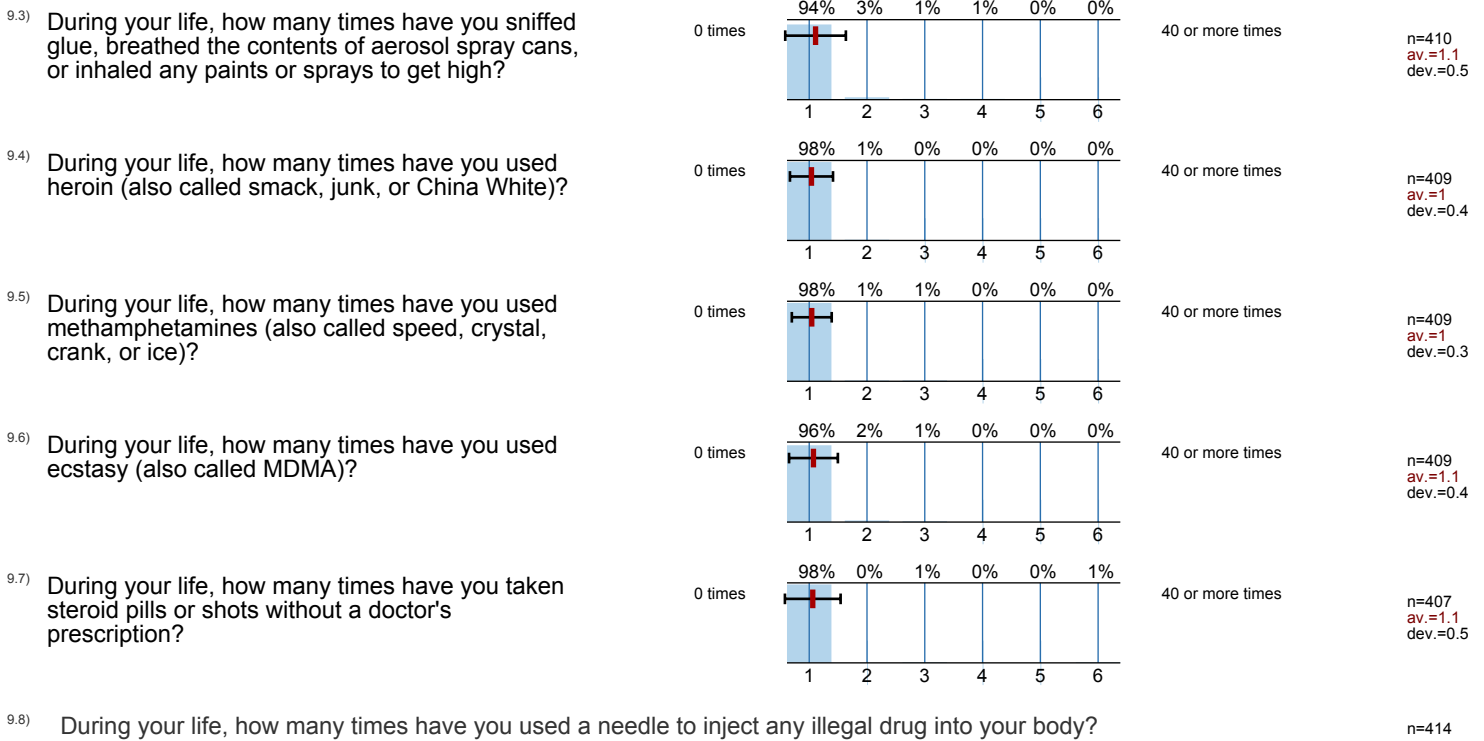 9.3) During your life, how many times have you sniffed
glue, breathed the contents of aerosol spray cans,
or inhaled any paints or sprays to get high?
0 times
94% 3% 1% 1% 0% 0%
1 2 3 4 5 6
40 or more times
n=410
av.=1.1
dev.=0.5
9.4) During your life, how many times have you used
heroin (also called smack, junk, or China White)?
0 times
98% 1% 0% 0% 0% 0%
1 2 3 4 5 6
40 or more times
n=409
av.=1
dev.=0.4
9.5) During your life, how many times have you used
methamphetamines (also called speed, crystal,
crank, or ice)?
0 times
98% 1% 1% 0% 0% 0%
1 2 3 4 5 6
40 or more times
n=409
av.=1
dev.=0.3
9.6) During your life, how many times have you used
ecstasy (also called MDMA)?
0 times
96% 2% 1% 0% 0% 0%
1 2 3 4 5 6
40 or more times
n=409
av.=1.1
dev.=0.4
9.7) During your life, how many times have you taken
steroid pills or shots without a doctor's
prescription?
0 times
98% 0% 1% 0% 0% 1%
1 2 3 4 5 6
40 or more times
n=407
av.=1.1
dev.=0.5
9.8) During your life, how many times have you used a needle to inject any illegal drug into your body?
n=414